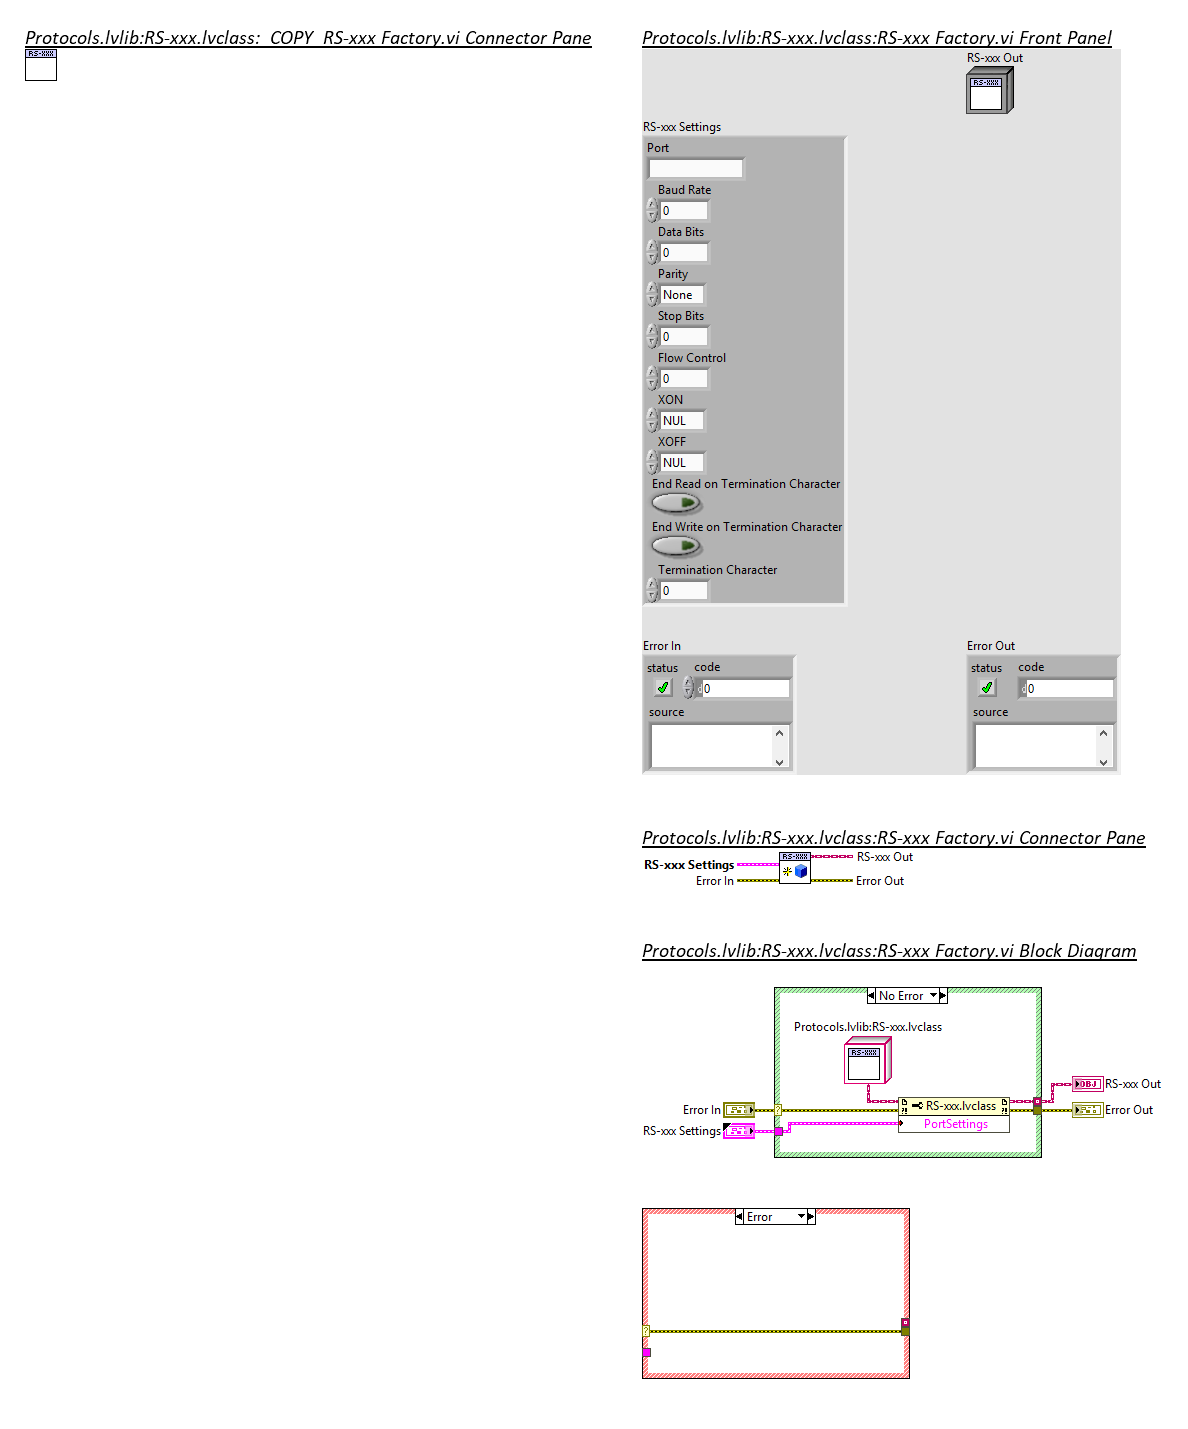 Protocols.lvlib:RS-xxx.lvclass:_COPY_RS-xxx Factory.vi Connector Pane
RS-XXX
Protocols.lvlib:RS-xxx.lvclass:RS-xxx Factory.vi Front Panel
RS-xxx Out
RS-XXX
RS-xxx Settings
Port
Baud Rate
0
Data Bits
0
Parity
None
Stop Bits
0
Flow Control
0
XON
NUL
XOFF
NUL
End Read on Termination Character
End Write on Termination Character
Termination Character
0
Error In
status code
d 0
source
Error Out
status code
d 0
source
Protocols.lvlib:RS-xxx.lvclass:RS-xxx Factory.vi Connector Pane
RS-XXX
RS-xxx Out
RS-xxx Settings
Error In
Error Out
Protocols.lvlib:RS-xxx.lvclass:RS-xxx Factory.vi Block Diagram
No Error
Protocols.lvlib:RS-xxx.lvclass
RS-XXX
OBJ
RS-xxx Out
Error In
?
RS-xxx.lvclass
?!
?!
Error Out
RS-xxx Settings
PortSettings
Error
?